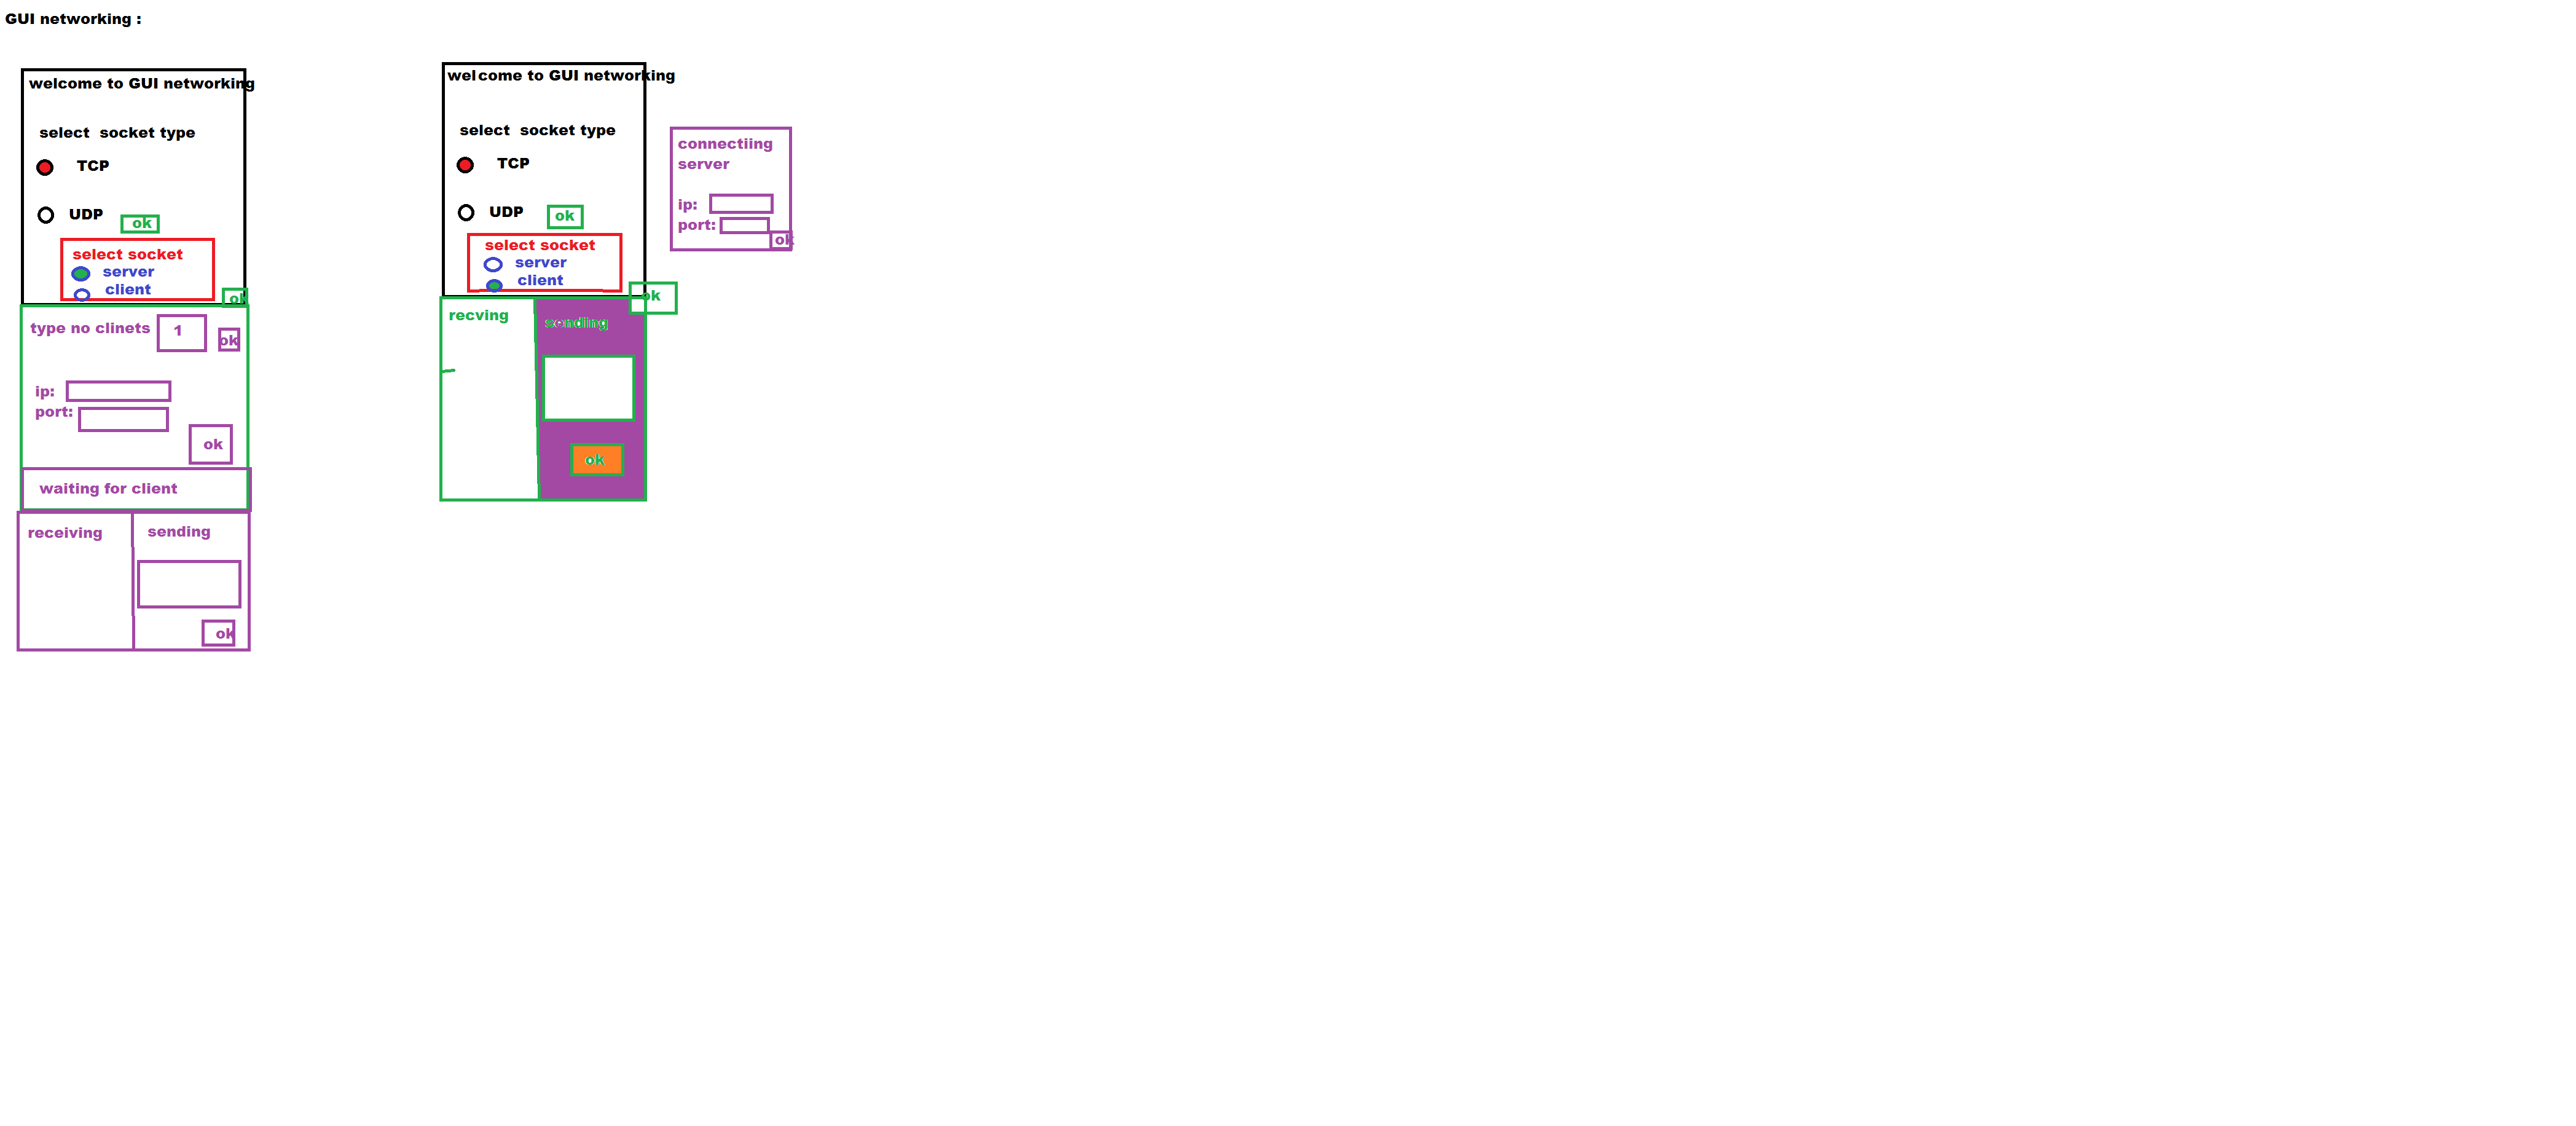 GUI networking :
welcome to GUI networking
select  socket type
TCP
UDP
ok
select socket
server
client
ok
type no clinets
1
ok
ip:
port:
ok
waiting for client
receiving
sending
ok
welcome to GUI networking
select  socket type
TCP
UDP
ok
select socket
server
client
ok
recving
sending
ok
connectiing
server
ip:
port:
ok